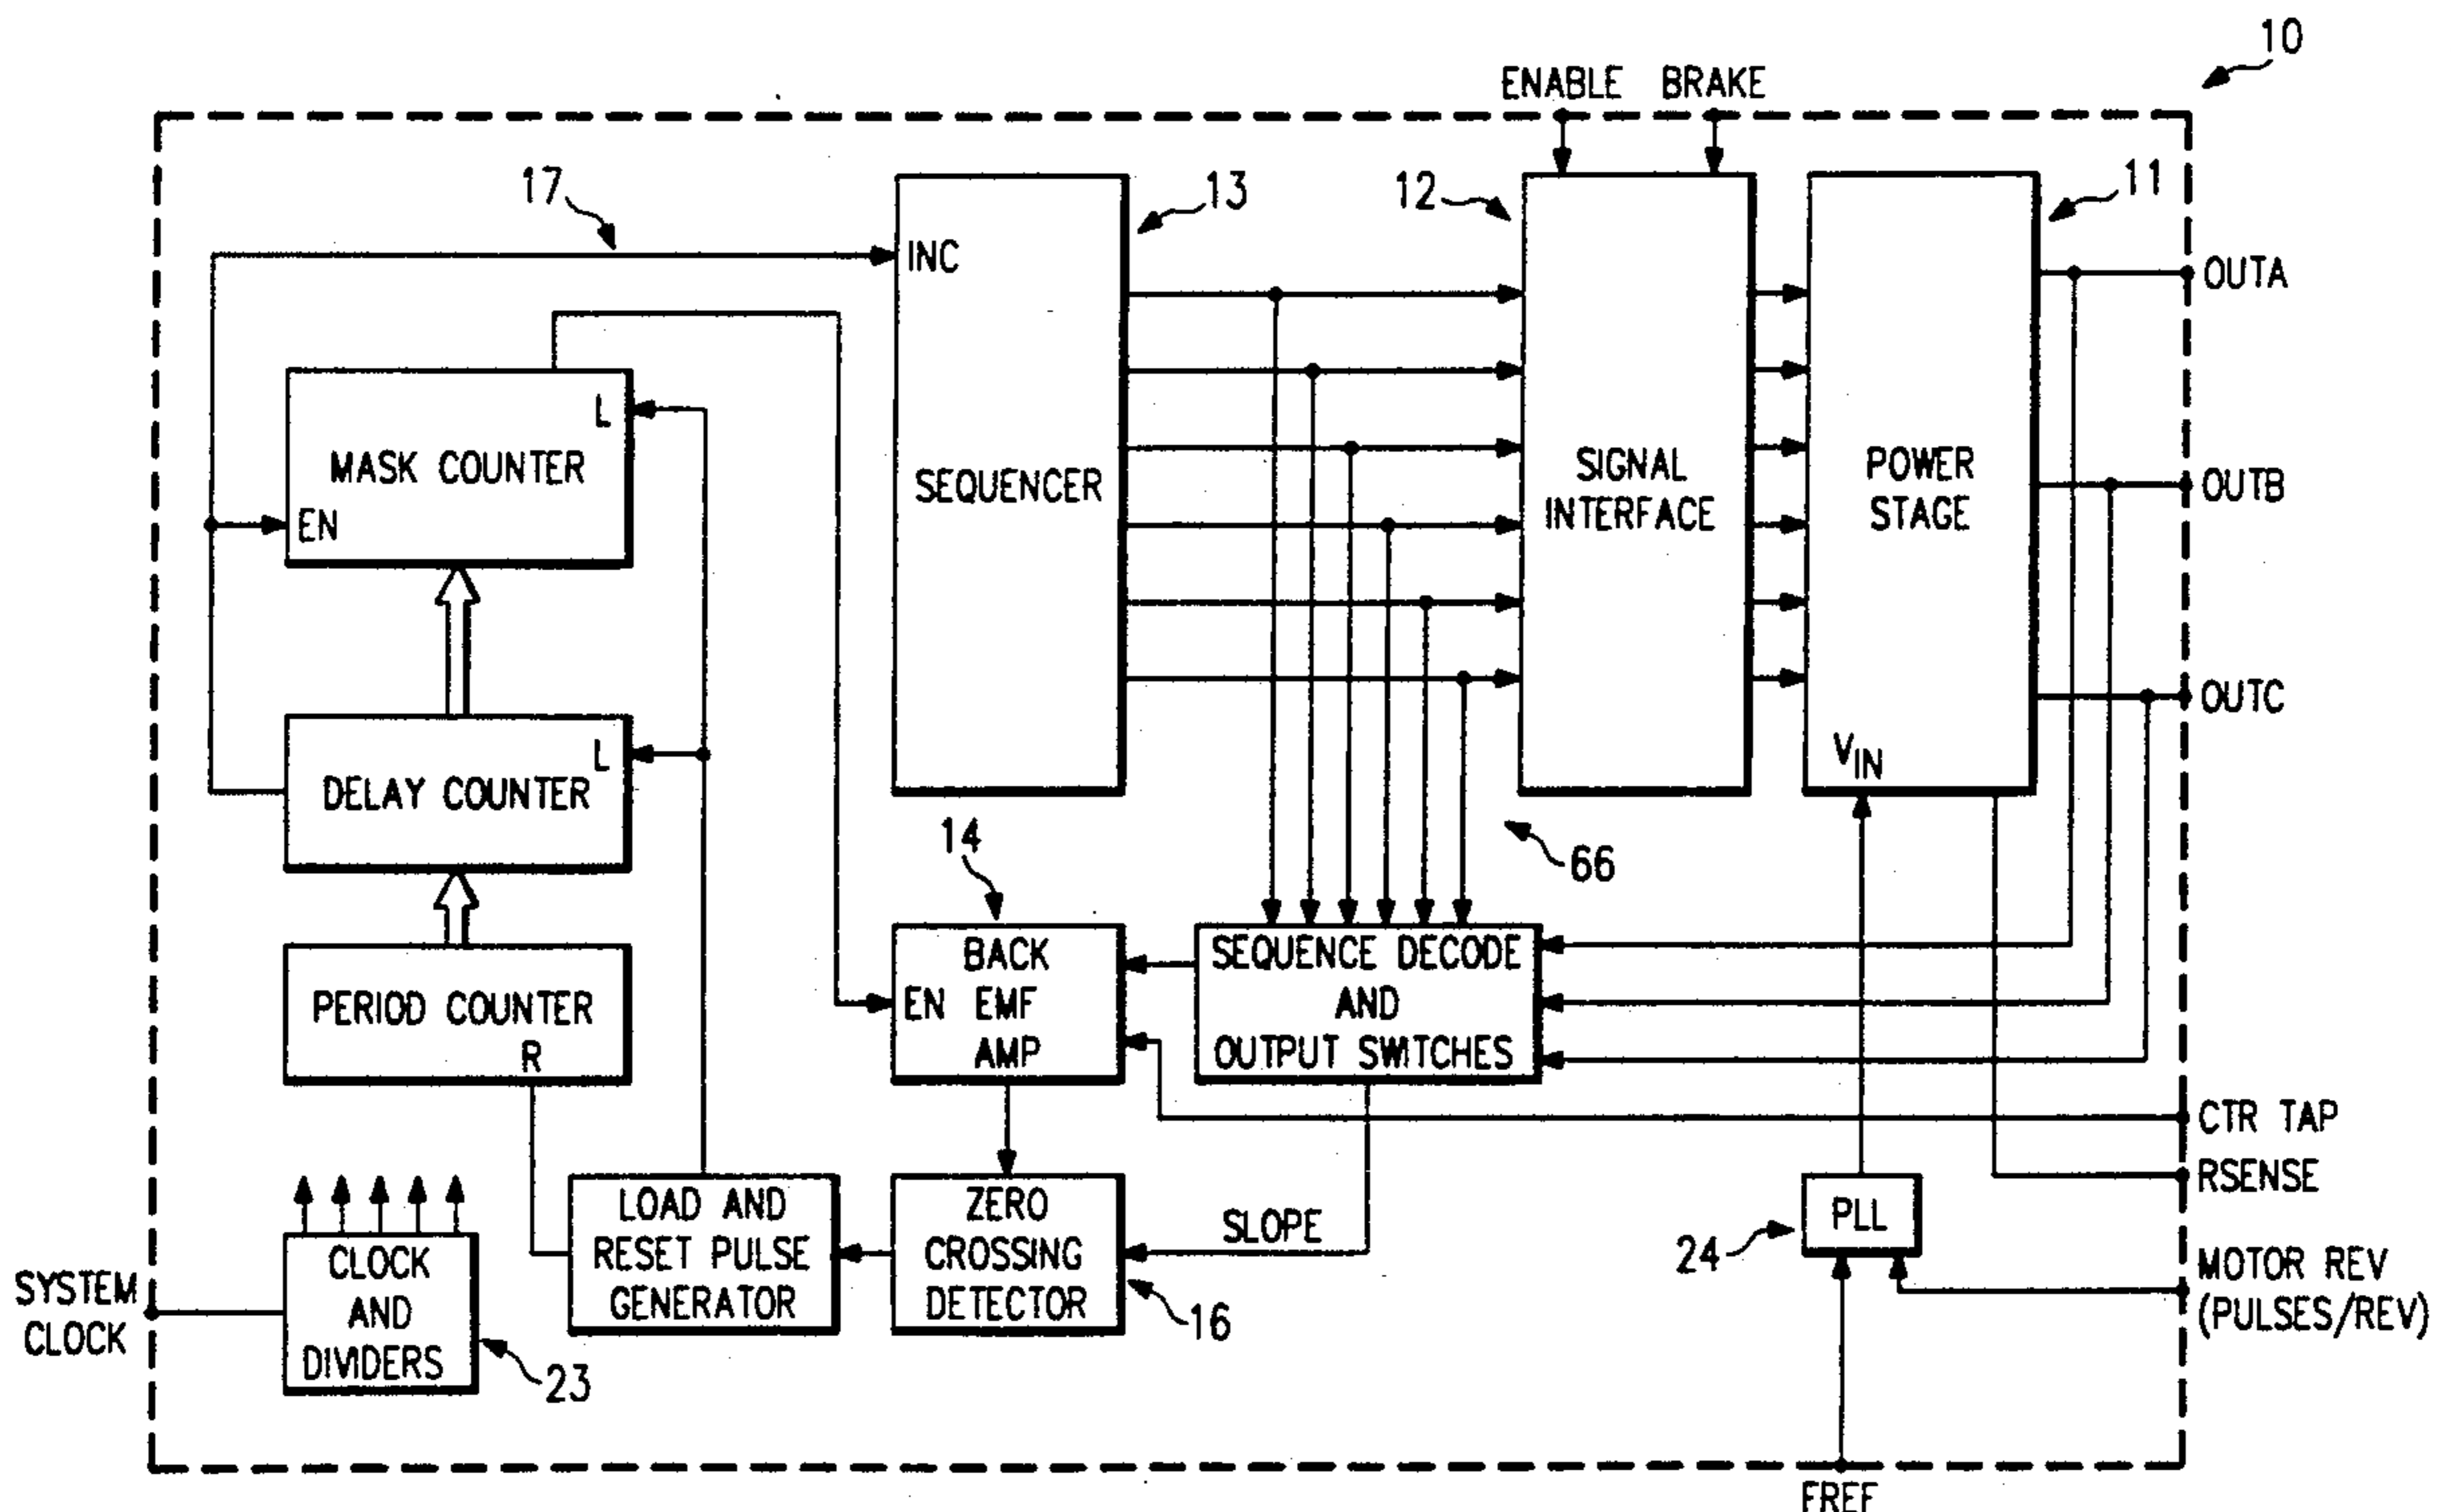 10
ENABLE BRAKE
17
13
12
11
INC
OUTA
L
MASK COUNTER
EN
SEQUENCER
SIGNAL
INTERFACE
POWER
STAGE
OUTB
L
DELAY COUNTER
VIN
OUTC
14
66
PERIOD COUNTER
R
BACK
EN EMF
AMP
SEQUENCE DECODE
AND
OUTPUT SWITCHES
CTR TAP
RSENSE
LOAD AND
RESET PULSE
GENERATOR
ZERO
CROSSING
DETECTOR
SLOPE
PLL
24
MOTOR REV
(PULSES/REV)
SYSTEM
CLOCK
CLOCK
AND
DIVIDERS
23
16
FREF